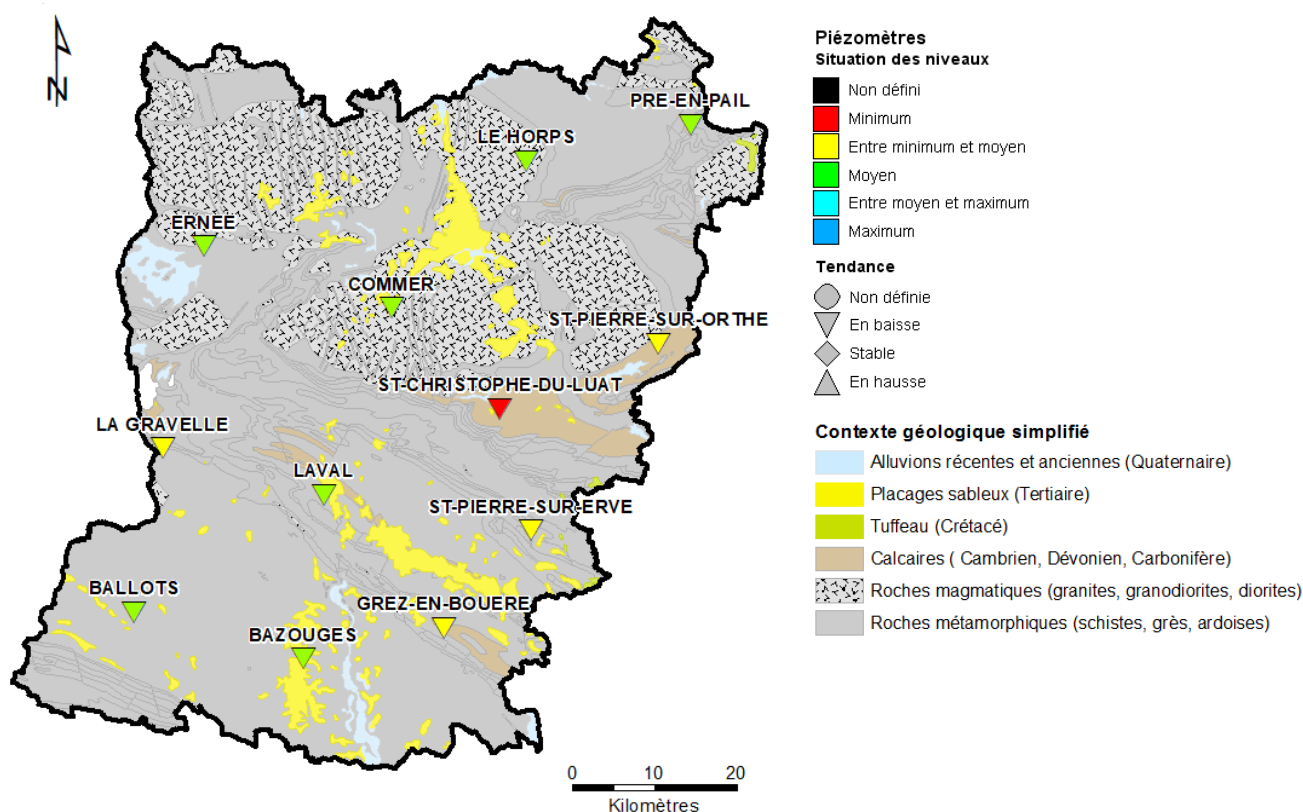 N
PRE-EN-PAIL
LE HORPS
ERNEE
COMMER
ST-PIERRE-SUR-ORTHE
ST-CHRISTOPHE-DU-LUAT
LA GRAVELLE
LAVAL
ST-PIERRE-SUR-ERVE
BALLOTS
GREZ-EN-BOUERE
BAZOUGES
0 10 20
Kilomètres
Piézomètres
Situation des niveaux
Non défini
Minimum
Entre minimum et moyen
Moyen
Entre moyen et maximum
Maximum
Tendance
Non définie
En baisse
Stable
En hausse
Contexte géologique simplifié
Alluvions récentes et anciennes (Quaternaire)
Placages sableux (Tertiaire)
Tuffeau (Crétacé)
Calcaires ( Cambrien, Dévonien, Carbonifère)
Roches magmatiques (granites, granodiorites, diorites)
Roches métamorphiques (schistes, grès, ardoises)